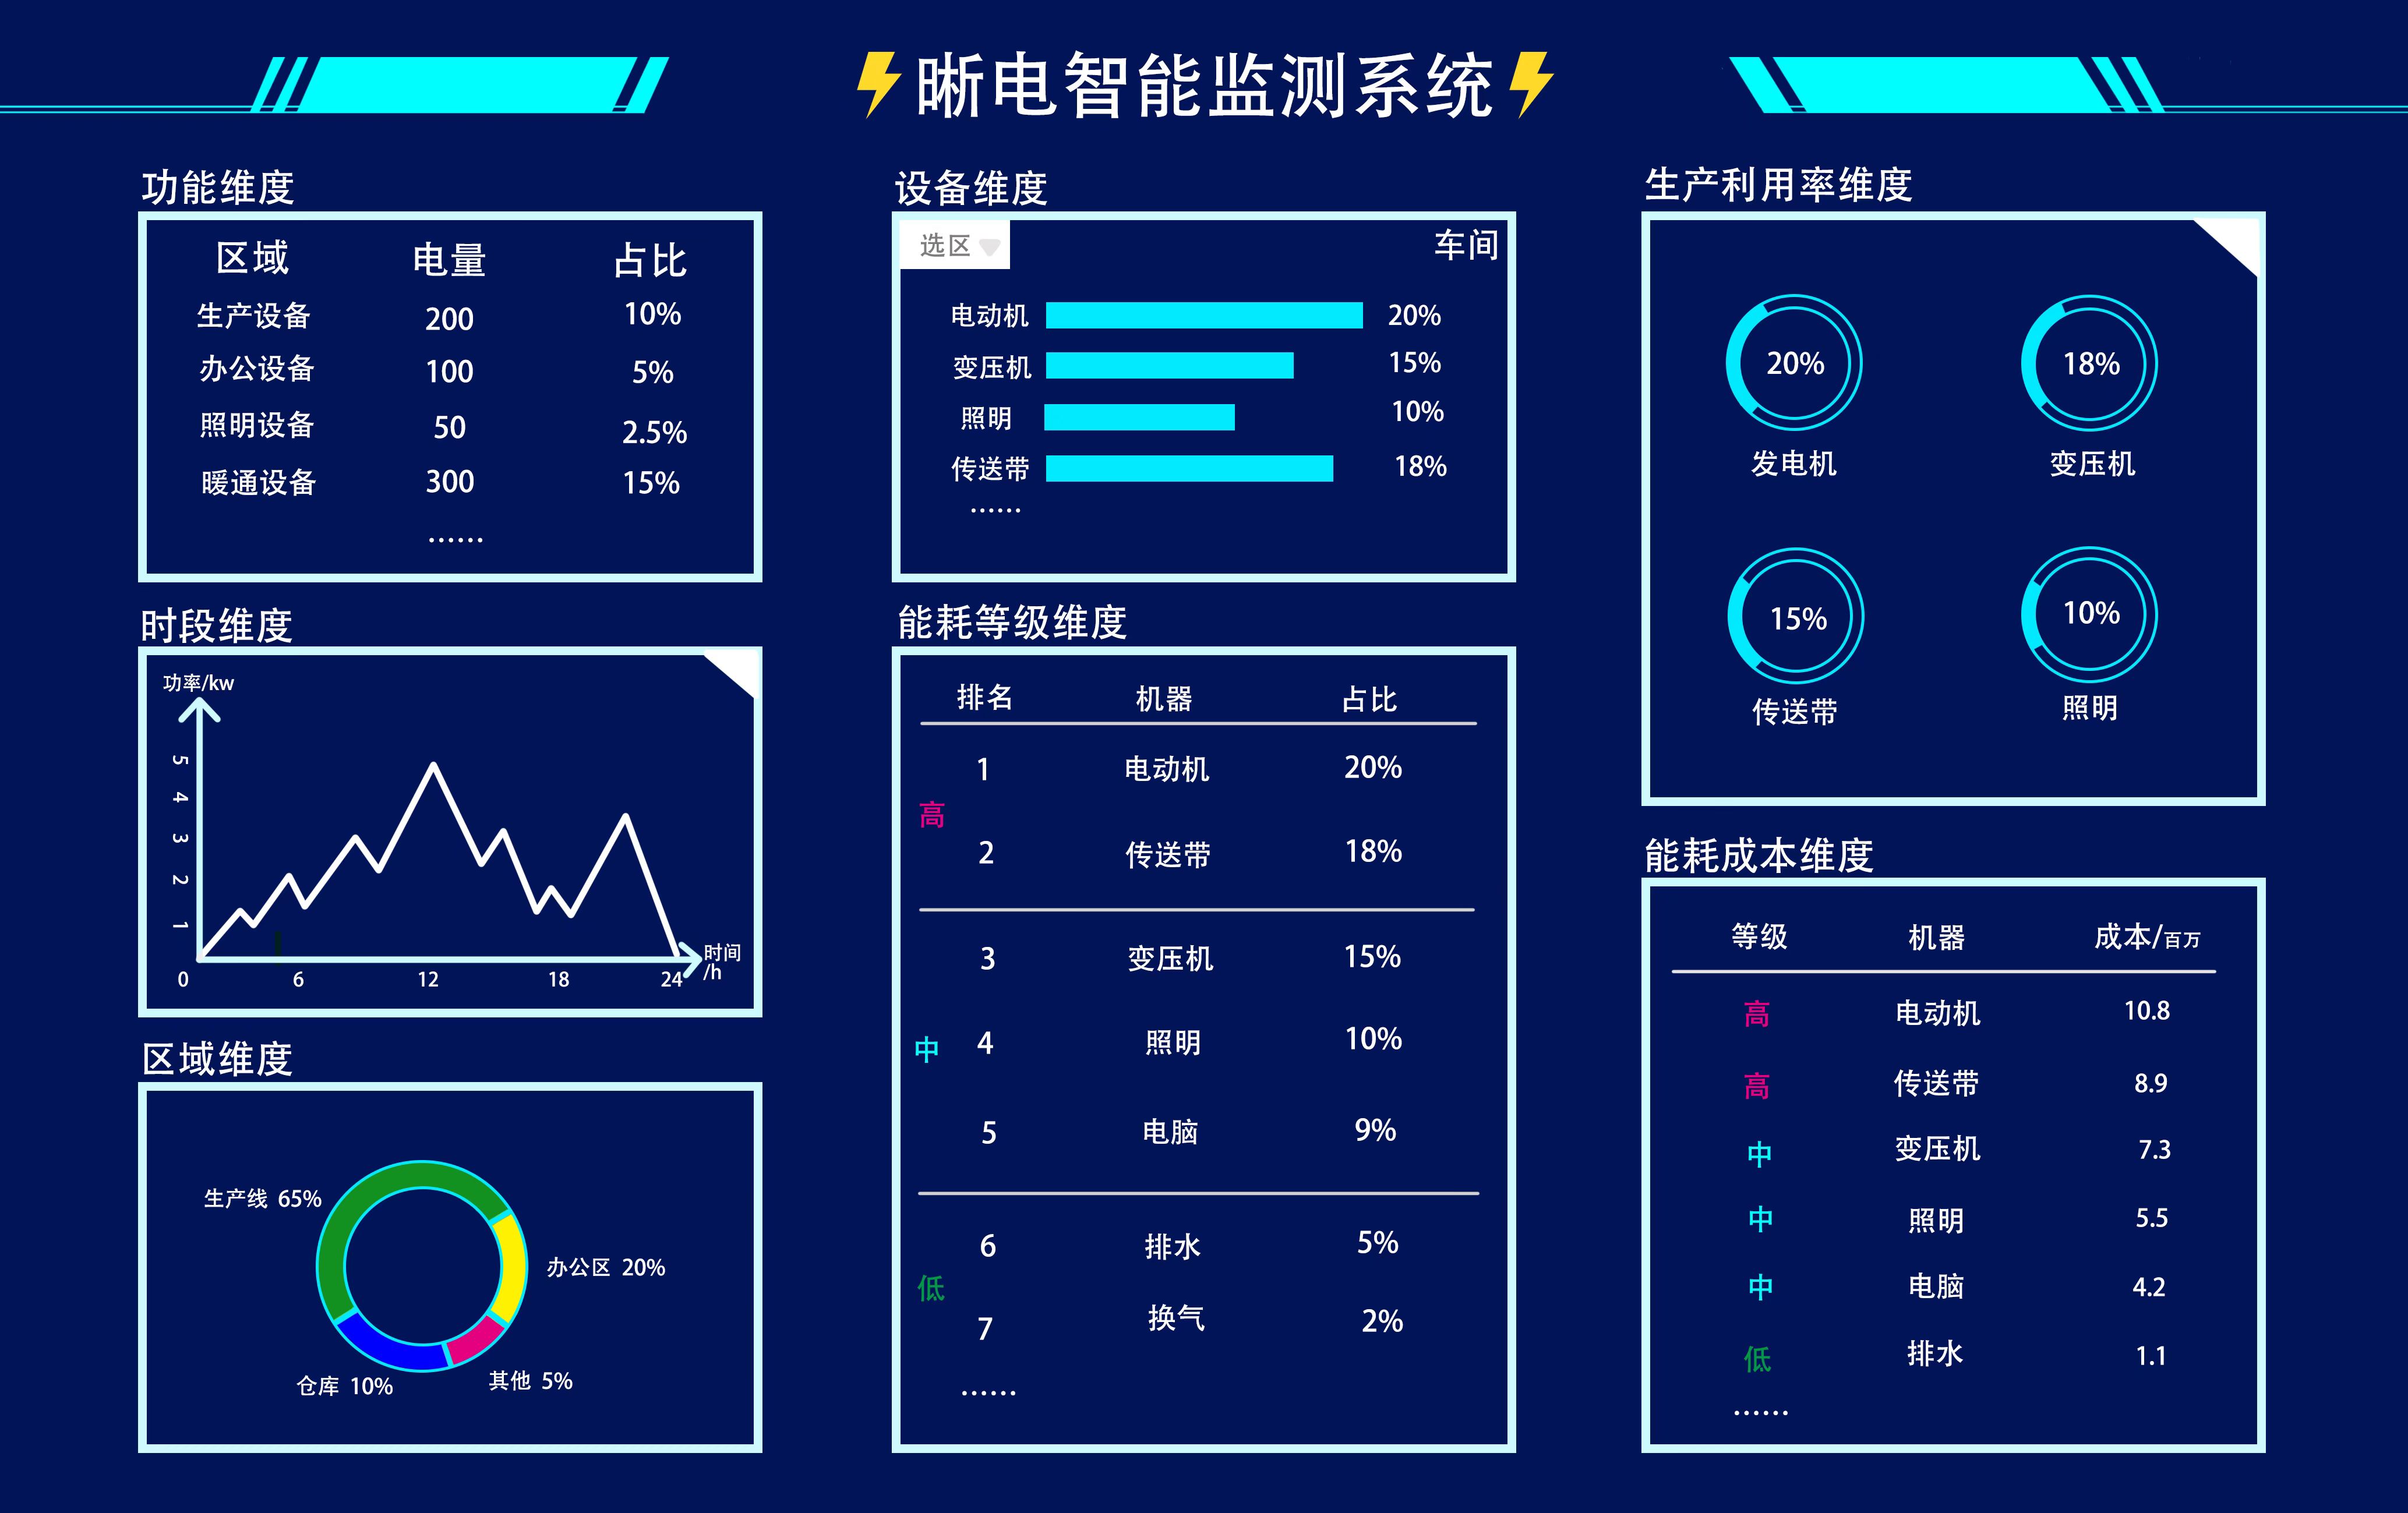 晰电智能监测系统
功能维度
区域 电量 占比
生产设备 200 10%
办公设备 100 5%
照明设备 50 2.5%
暖通设备 300 15%
......
时段维度
功率/kw
5
4
3
2
1
0 6 12 18 24
时间
/h
区域维度
生产线 65%
办公区 20%
仓库 10%
其他 5%
设备维度
选区
车间
电动机 20%
变压机 15%
照明 10%
传送带 18%
......
能耗等级维度
排名 机器 占比
1 电动机 20%
高
2 传送带 18%
3 变压机 15%
中 4 照明 10%
5 电脑 9%
6 排水 5%
低
7 换气 2%
......
生产利用率维度
20% 18%
发电机 变压机
15% 10%
传送带 照明
能耗成本维度
等级 机器 成本/百万
高 电动机 10.8
高 传送带 8.9
中 变压机 7.3
中 照明 5.5
中 电脑 4.2
低 排水 1.1
......